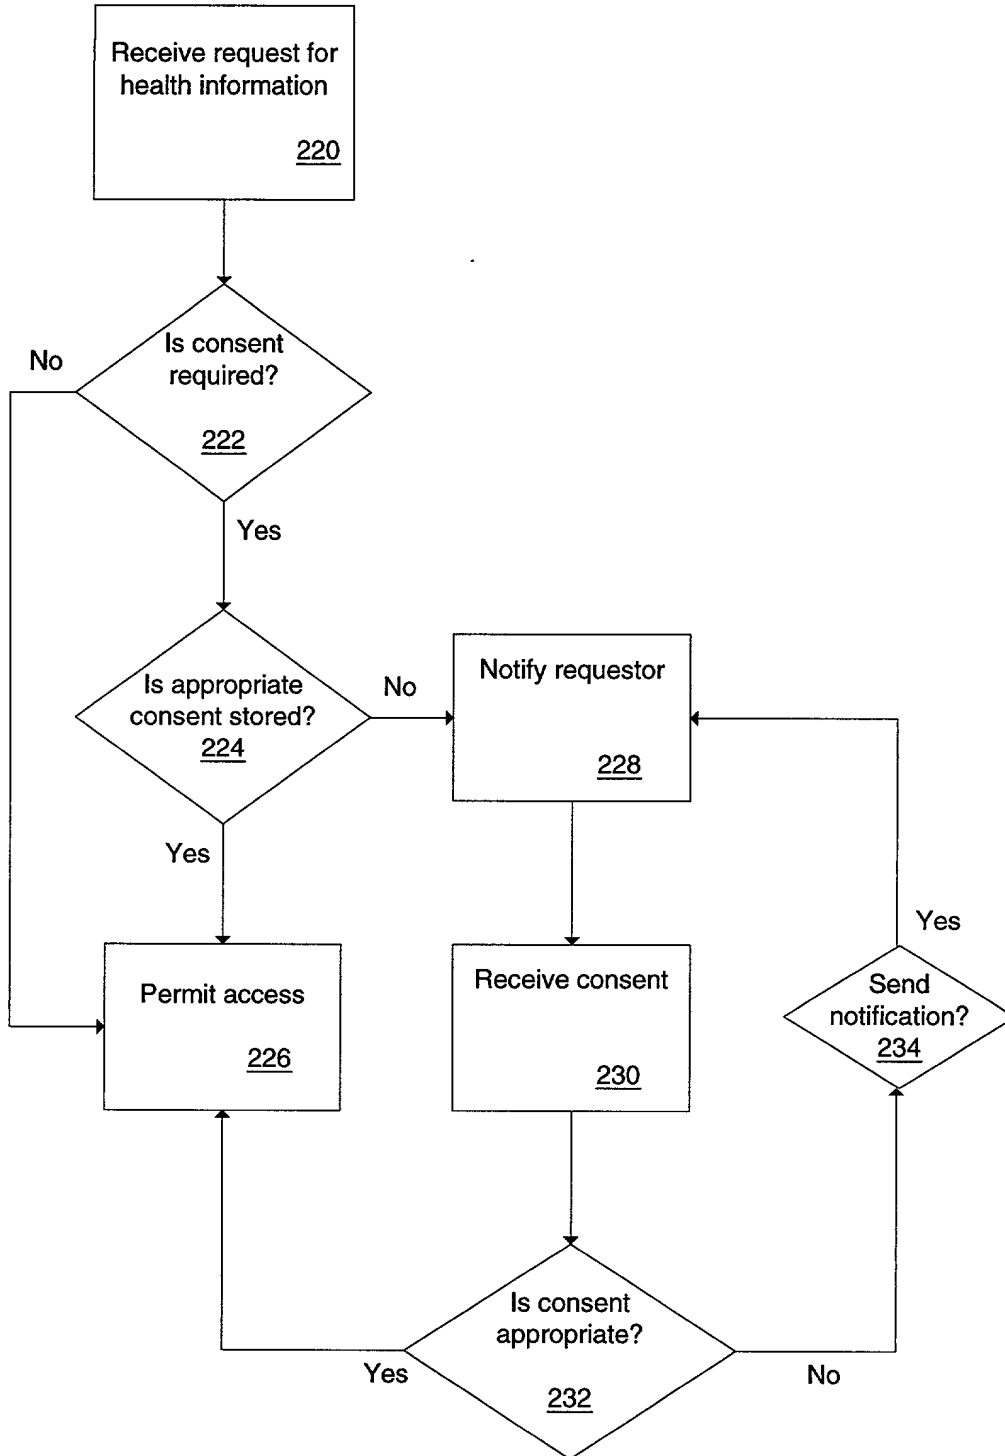 Receive request for
health information
220
Is consent
required?
222
No
Yes
Is appropriate
consent stored?
224
No
Yes
Notify requestor
228
Permit access
226
Receive consent
230
Yes
Send
notification?
234
Is consent
appropriate?
232
Yes
No